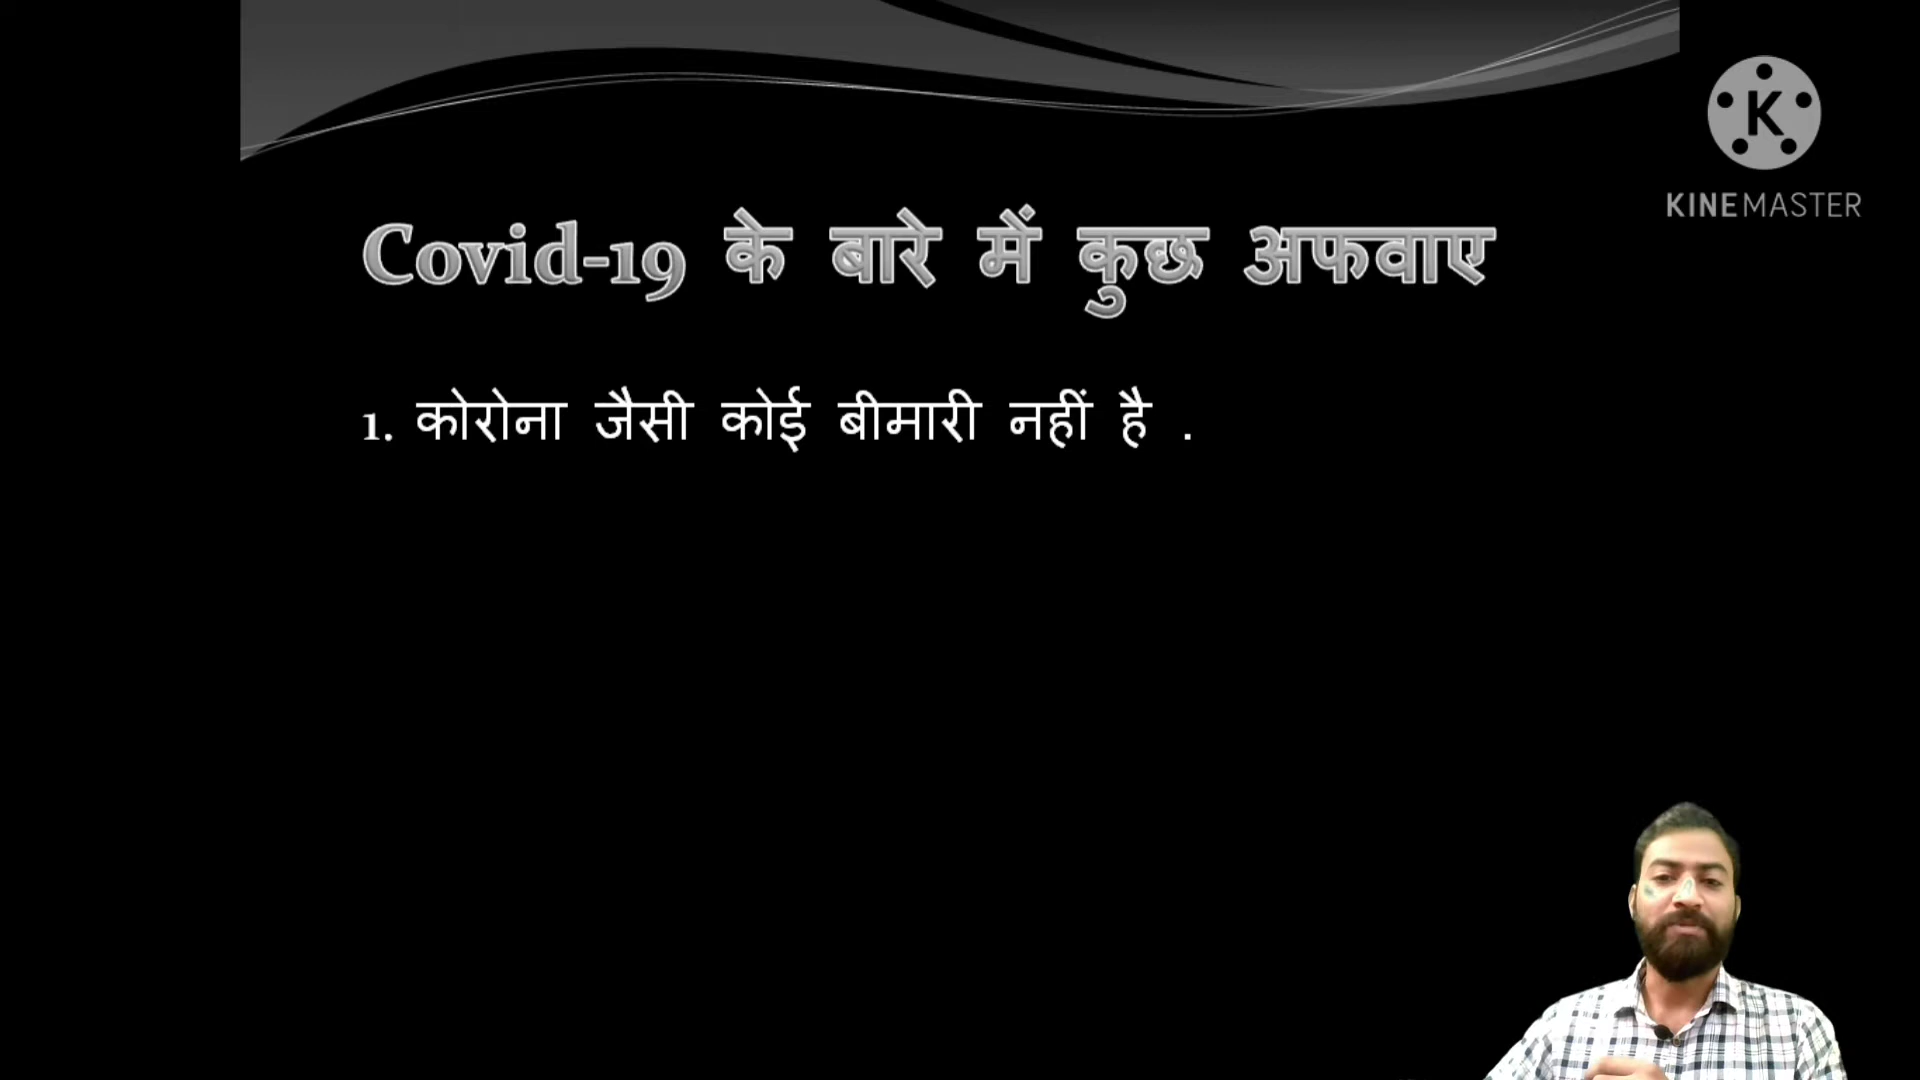 K
KINEMASTER
Covid-19 के बारे में कुछ अफवाए
1. कोरोना जैसी कोई बीमारी नहीं है .